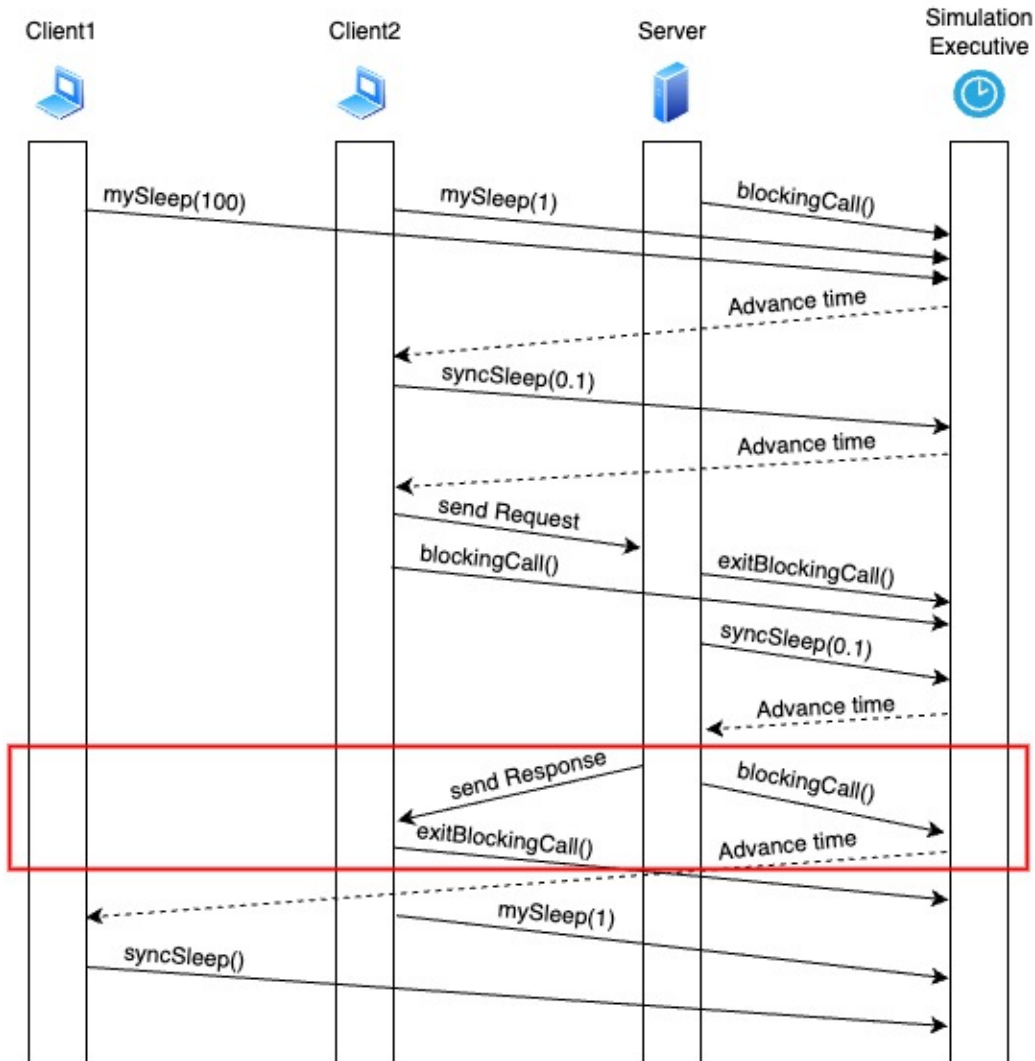 Client1
Client2
Server
Simulation
Executive
mySleep(100)
mySleep(1)
blockingCall()
Advance time
syncSleep(0.1)
Advance time
send Request
blockingCall()
exitBlockingCall()
syncSleep(0.1)
Advance time
send Response
blockingCall()
exitBlockingCall()
Advance time
mySleep(1)
syncSleep()